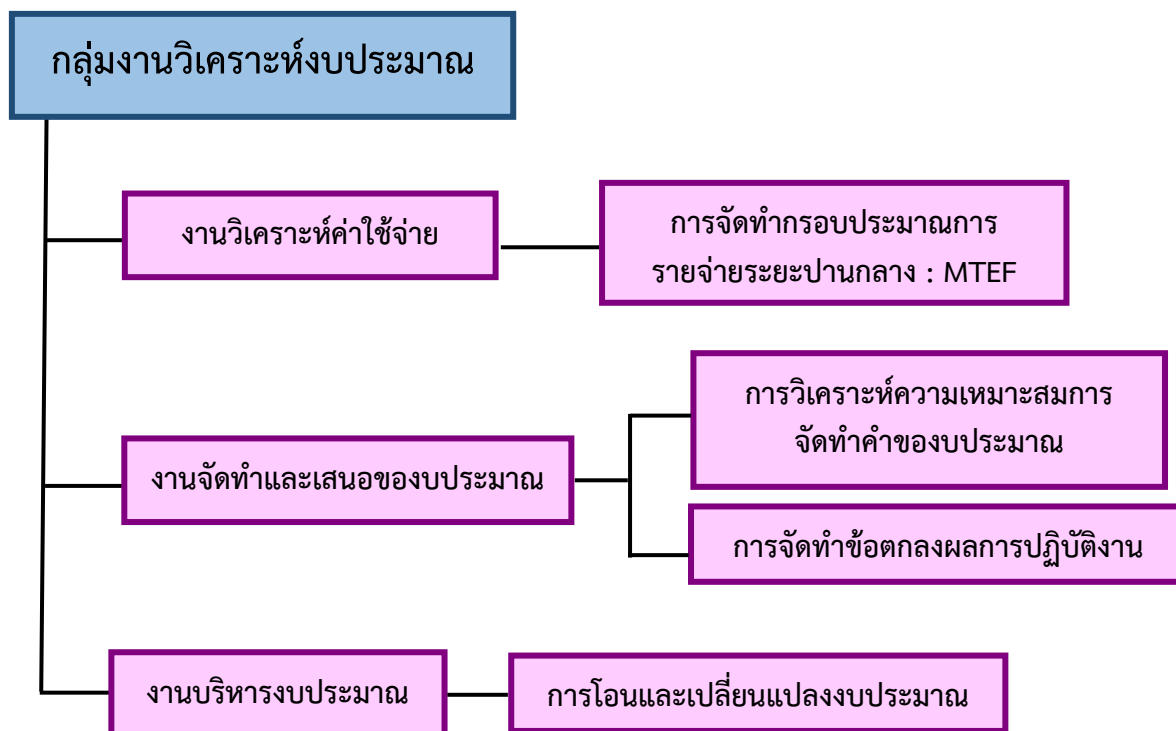 กลุ่มงานวิเคราะห์งบประมาณ
งานวิเคราะห์ค่าใช้จ่าย
การจัดทำกรอบประมาณการ
รายจ่ายระยะปานกลาง : MTEF
งานจัดทำและเสนอของบประมาณ
การวิเคราะห์ความเหมาะสมการ
จัดทำคำของบประมาณ
การจัดทำข้อตกลงผลการปฏิบัติงาน
งานบริหารงบประมาณ
การโอนและเปลี่ยนแปลงงบประมาณ